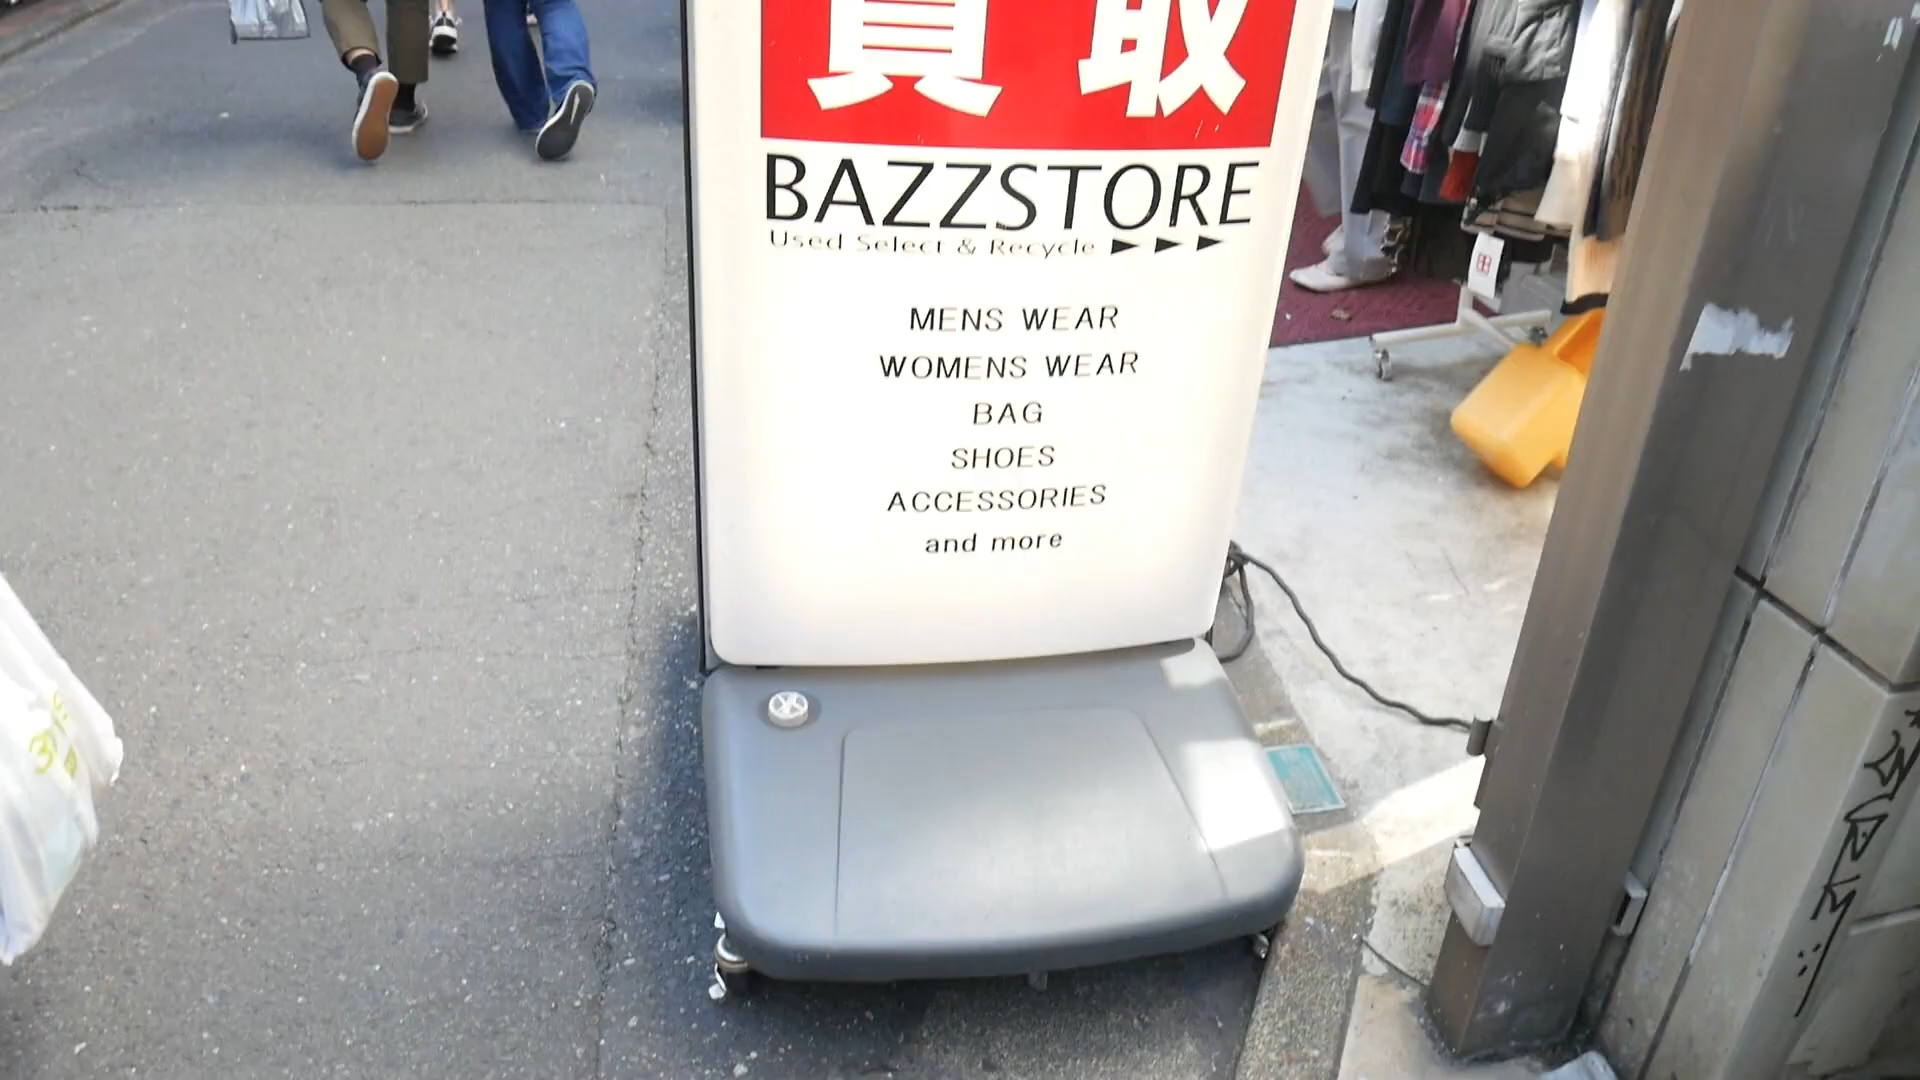 買取
BAZZSTORE
Used Select & Recycle ►►►
MENS WEAR
WOMENS WEAR
BAG
SHOES
ACCESSORIES
and more